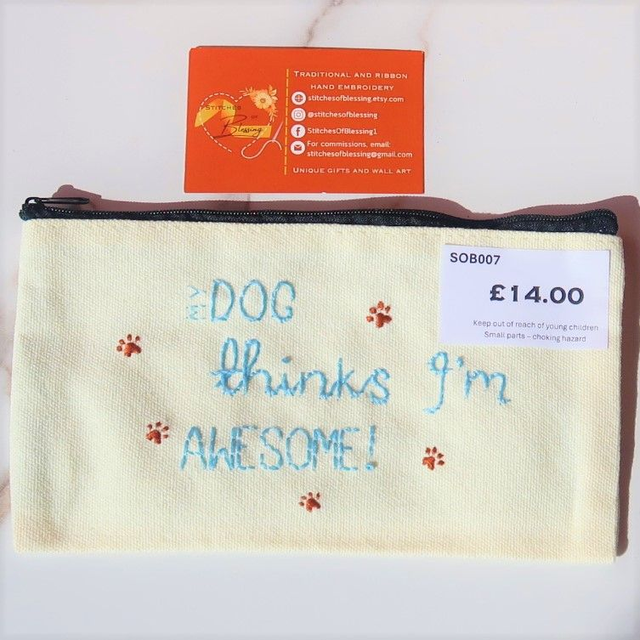 STITCHES
OF
Blessing
TRADITIONAL AND RIBBON
HAND EMBROIDERY
stitchesofblessing.etsy.com
@stitchesofblessing
StitchesOfBlessing1
For commissions, email:
stitchesofblessing@gmail.com
UNIQUE GIFTS AND WALL ART
SOB007
£14.00
Keep out of reach of young children
Small parts – choking hazard
MY DOG
thinks I'm
AWESOME!